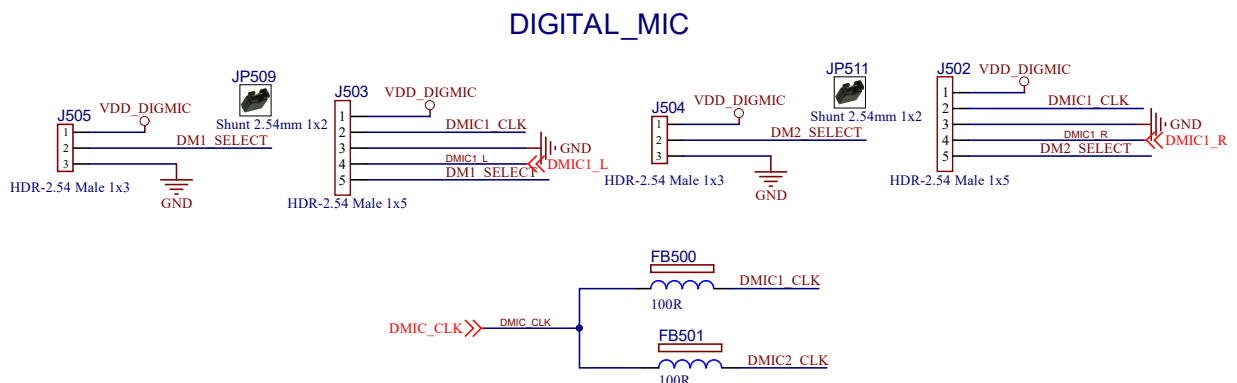 DIGITAL_MIC
J505
VDD_DIGMIC
1
2
3
DM1_SELECT
GND
HDR-2.54 Male 1x3
JP509
Shunt 2.54mm 1x2
J503
VDD_DIGMIC
1
2
3
4
5
DMIC1_CLK
GND
DMIC1_L
DMIC1_L
DM1_SELECT
HDR-2.54 Male 1x5
J504
VDD_DIGMIC
1
2
3
DM2_SELECT
GND
HDR-2.54 Male 1x3
JP511
Shunt 2.54mm 1x2
J502
VDD_DIGMIC
1
2
3
4
5
DMIC1_CLK
GND
DMIC1_R
DMIC1_R
DM2_SELECT
HDR-2.54 Male 1x5
FB500
DMIC1_CLK
100R
DMIC_CLK
DMIC_CLK
FB501
DMIC2_CLK
100R